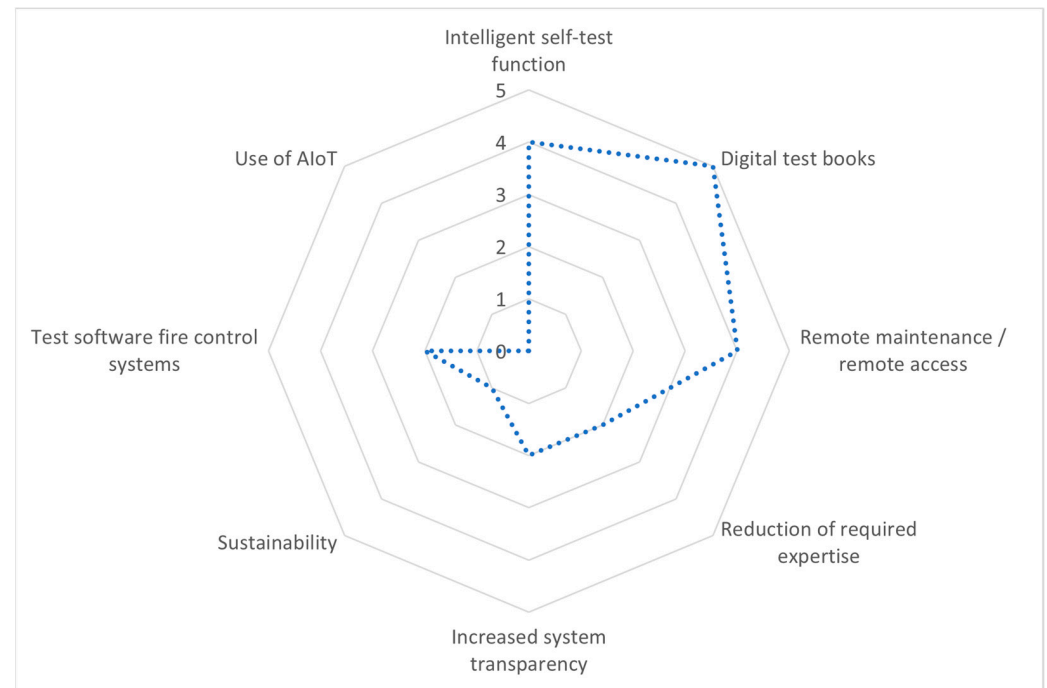 Intelligent self-test
function
5
4
3
2
1
0
Use of AIoT
Digital test books
Test software fire control
systems
Remote maintenance /
remote access
Sustainability
Reduction of required
expertise
Increased system
transparency